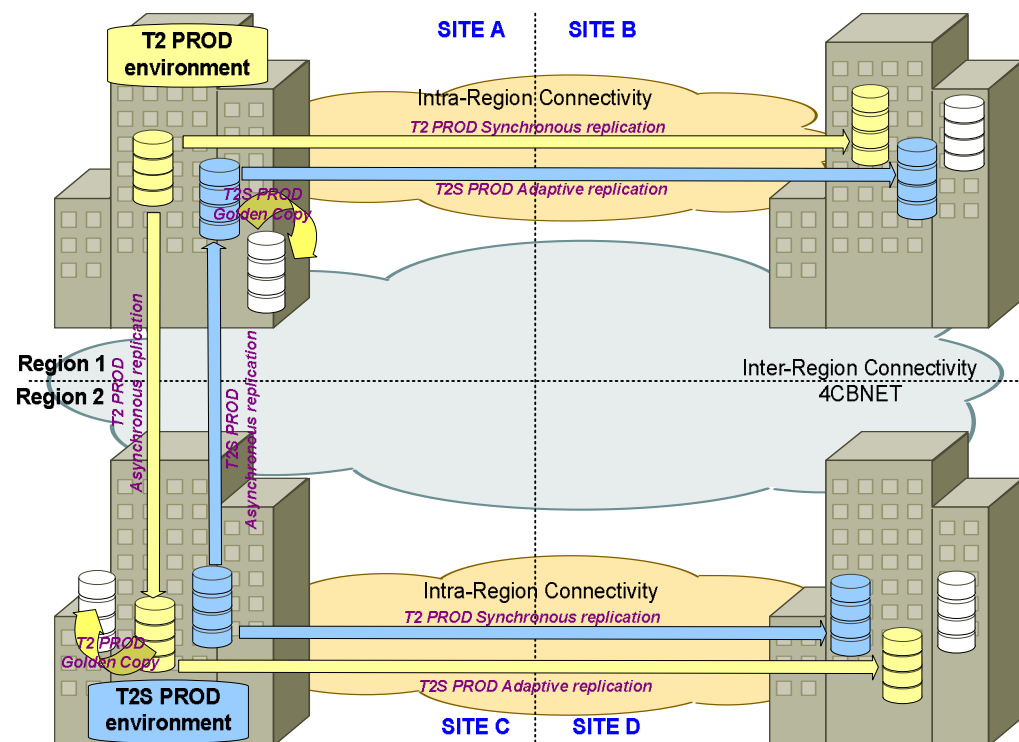 SITE A
SITE B
T2 PROD
environment
Intra-Region Connectivity
T2 PROD Synchronous replication
T2S PROD Adaptive replication
T2S PROD
Golden Copy
T2 PROD
Asynchronous replication
T2S PROD
Asynchronous replication
Region 1
Region 2
Inter-Region Connectivity
4CBNET
Intra-Region Connectivity
T2 PROD Synchronous replication
T2S PROD Adaptive replication
T2 PROD
Golden Copy
T2S PROD
environment
SITE C
SITE D